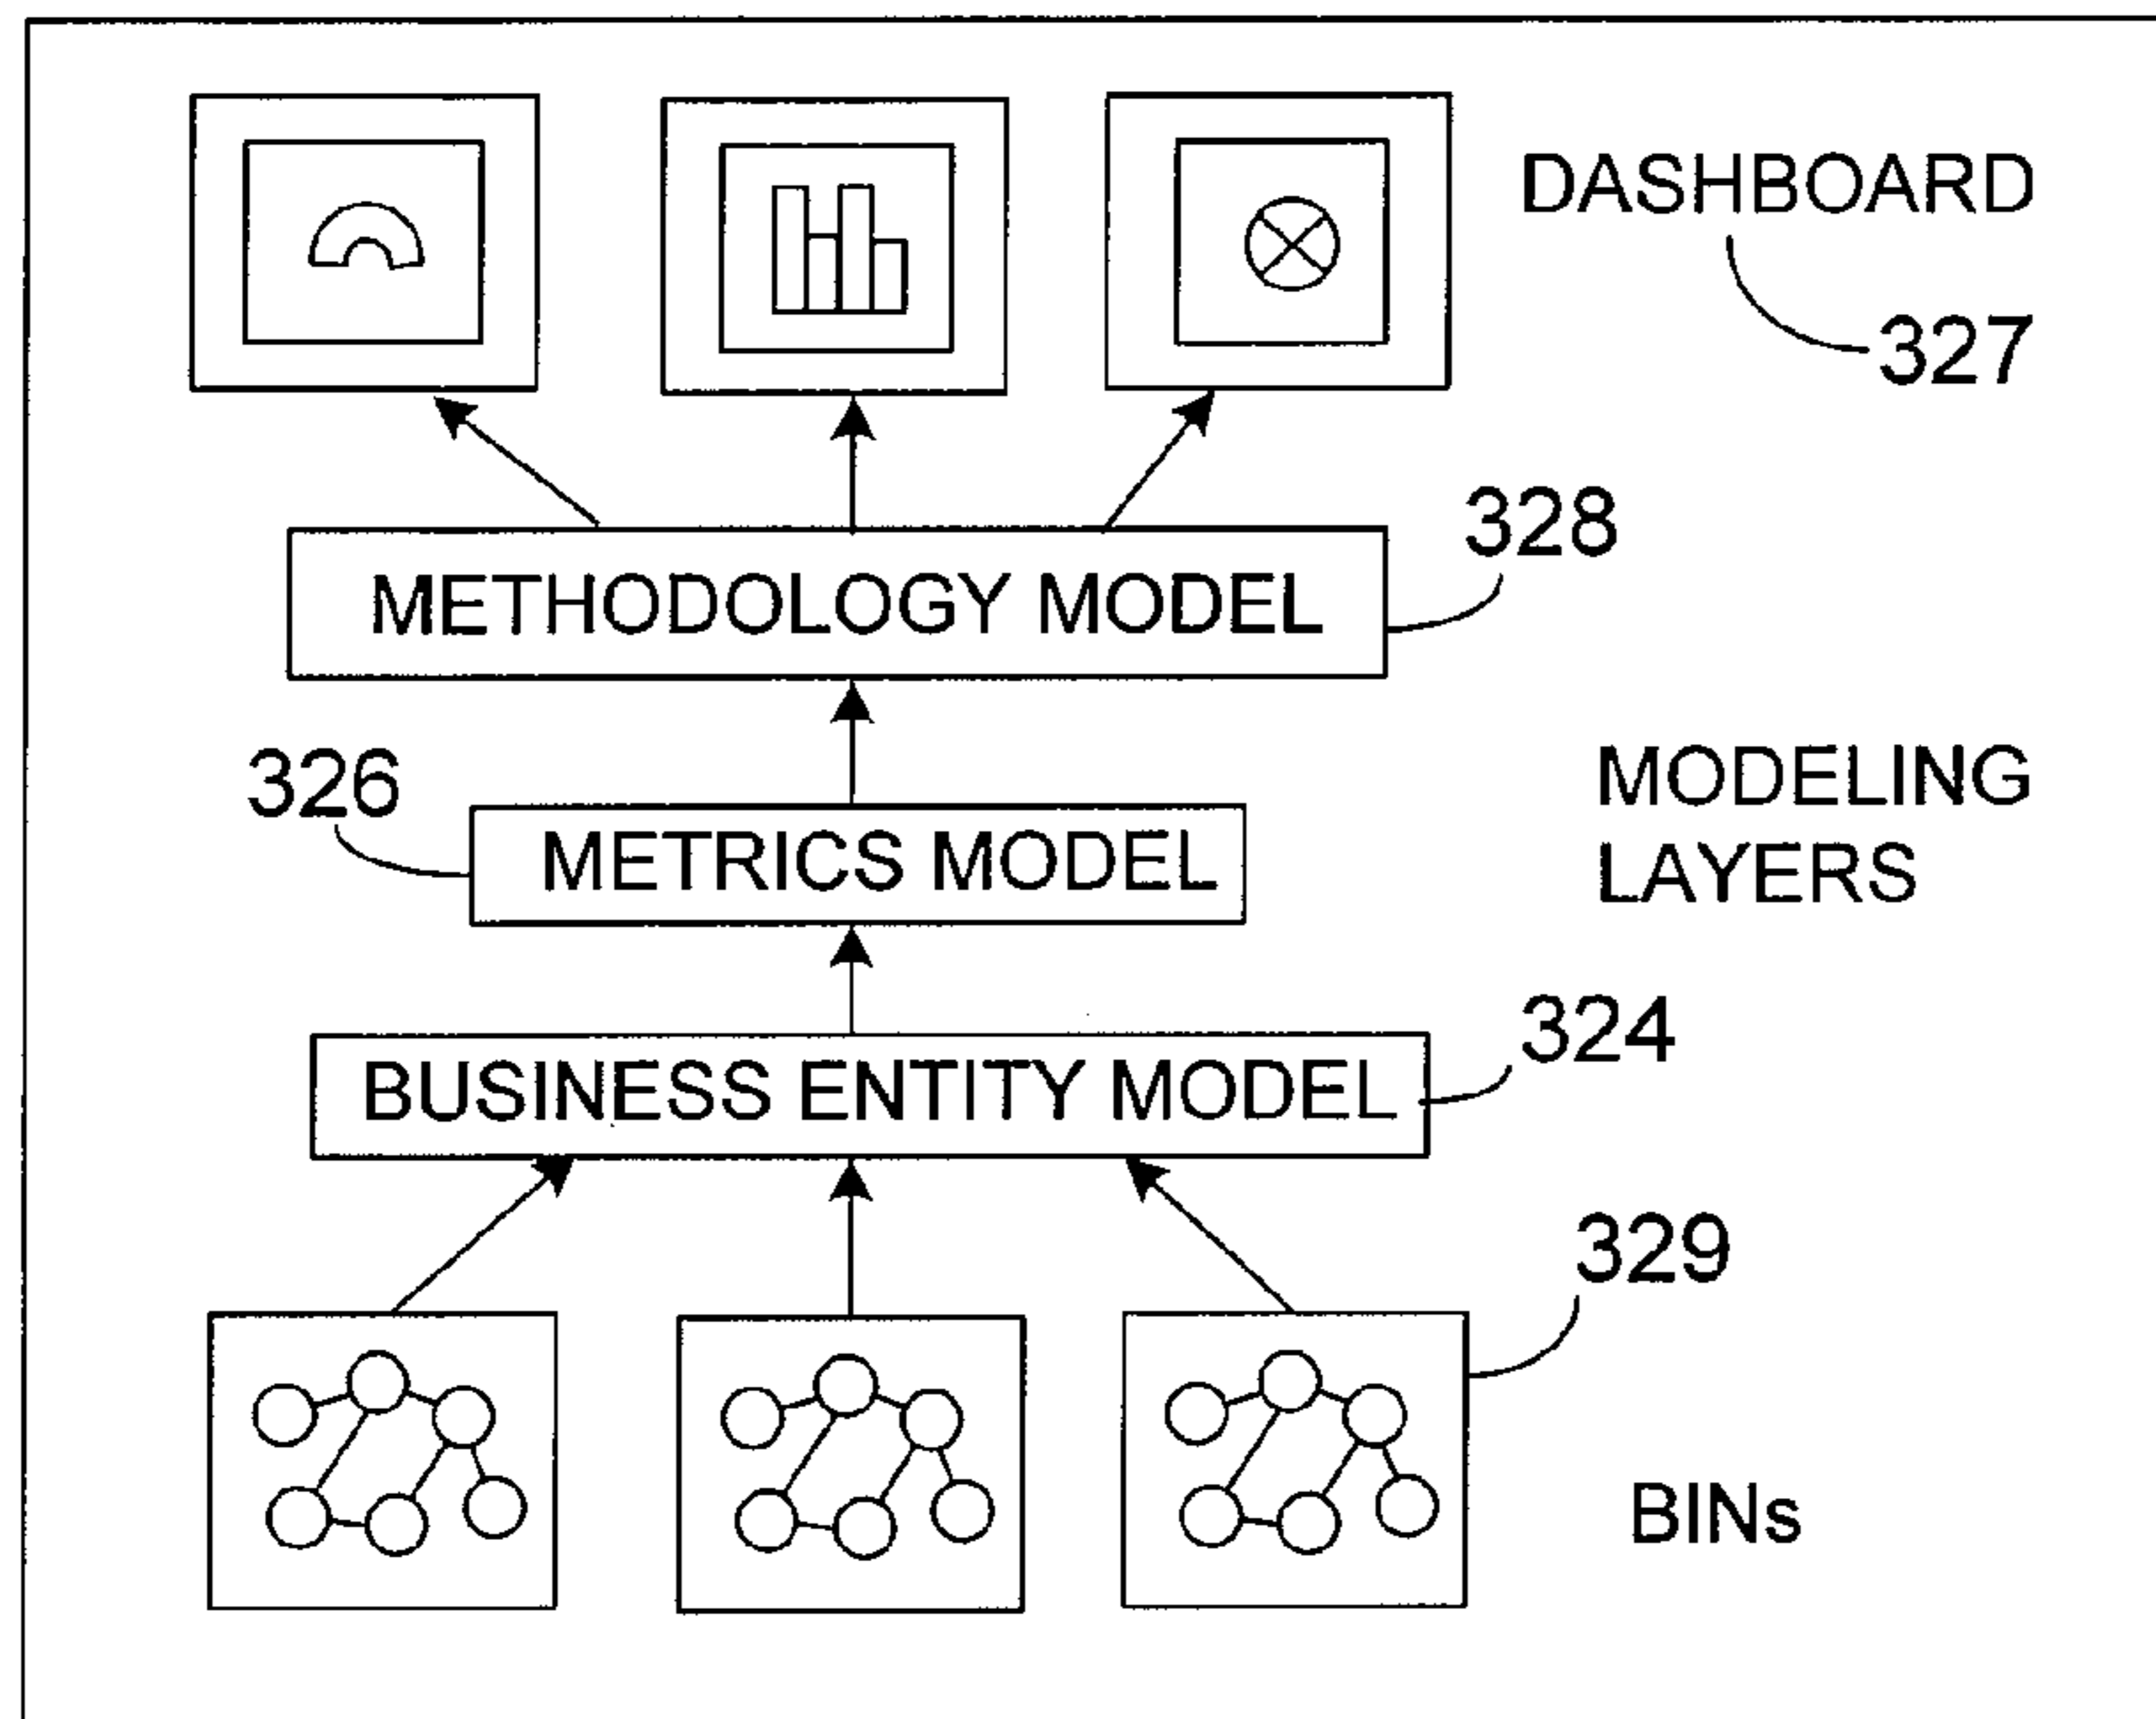 DASHBOARD
327
328
METHODOLOGY MODEL
326
MODELING
LAYERS
METRICS MODEL
324
BUSINESS ENTITY MODEL
329
BINs